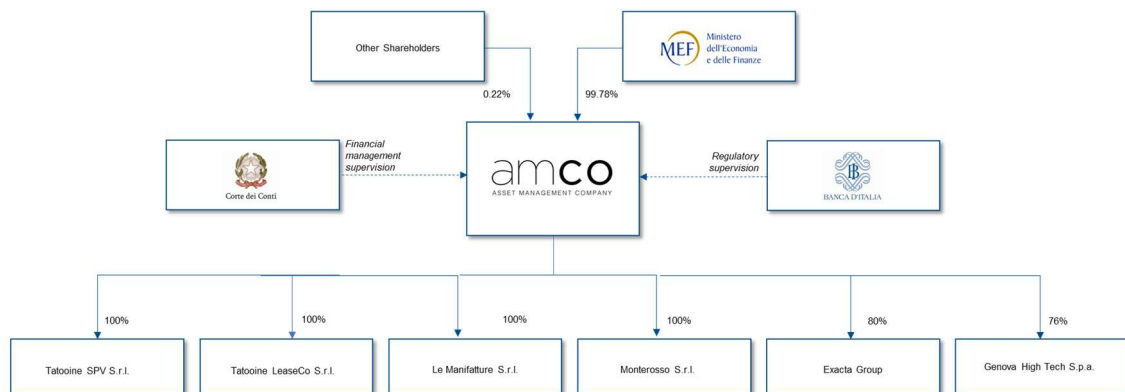 Other Shareholders
MEF
Ministero
dell'Economia
e delle Finanze
0.22%
99.78%
Financial
management
supervision
Corte dei Conti
amco
ASSET MANAGEMENT COMPANY
Regulatory
supervision
BANCA D'ITALIA
100%
100%
100%
100%
80%
76%
Tatooine SPV S.r.l.
Tatooine LeaseCo S.r.l.
Le Manifatture S.r.l.
Monterosso S.r.l.
Exacta Group
Genova High Tech S.p.a.